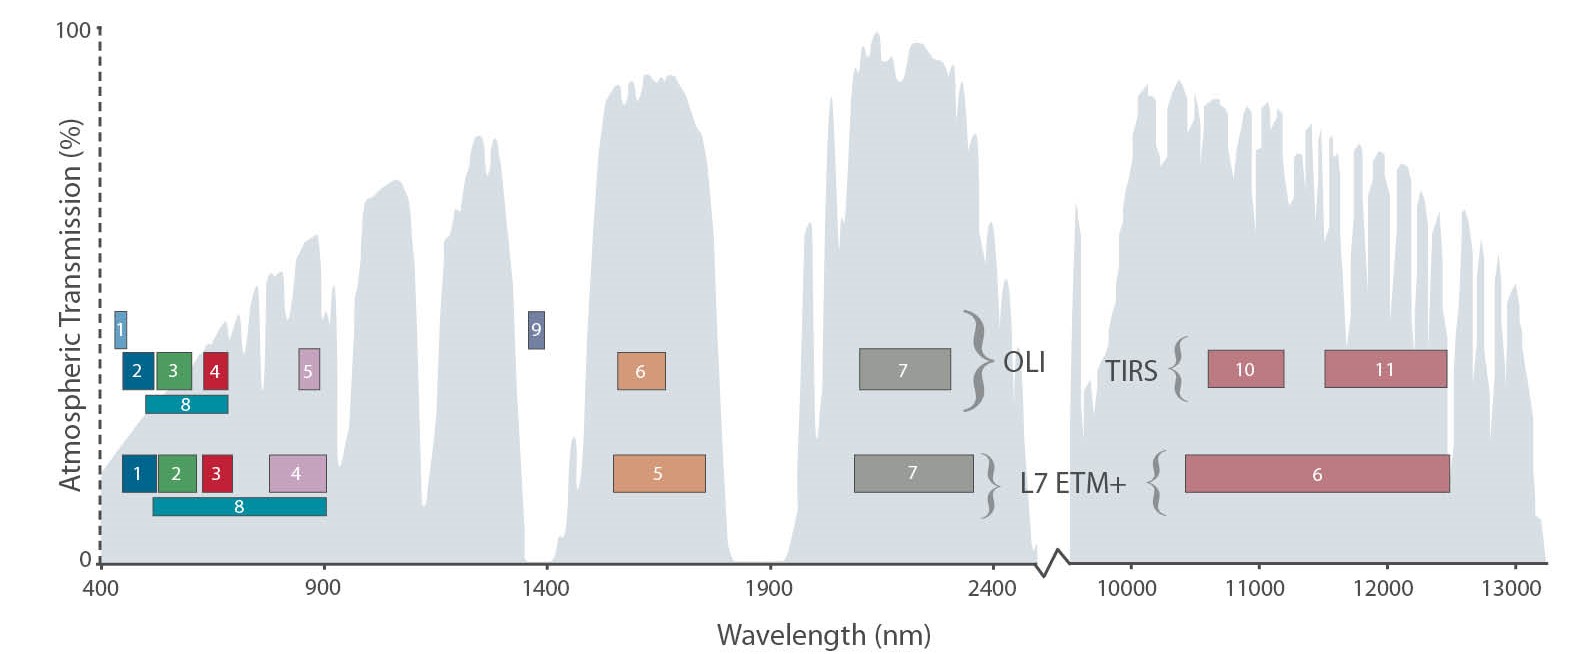 100
Atmospheric Transmission (%)
1 9
2 3 4 5 6 7 OLI TIRS 10 11
8
1 2 3 4 5 7 L7 ETM+ 6
8
0
400 900 1400 1900 2400 10000 11000 12000 13000
Wavelength (nm)